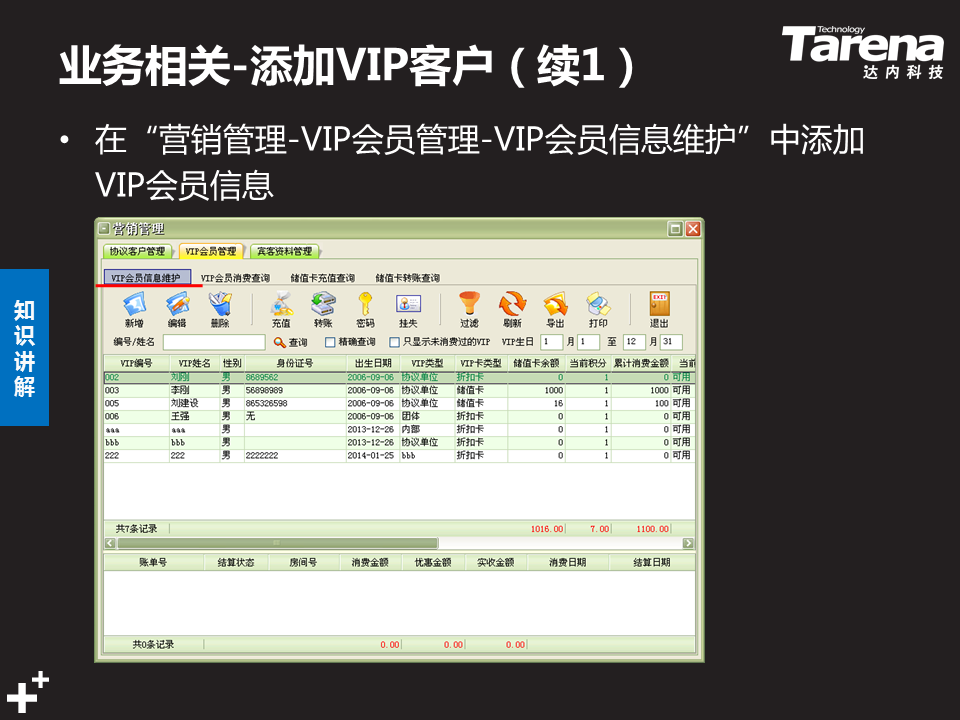 业务相关-添加VIP客户（续1）
Technology
Tarena
达内科技
• 在“营销管理-VIP会员管理-VIP会员信息维护”中添加
VIP会员信息
知识讲解
营销管理
协议客户管理 VIP会员管理 宾客资料管理
VIP会员信息维护 VIP会员消费查询 储值卡充值查询 储值卡转账查询
新增 编辑 删除 充值 转账 密码 挂失 过滤 刷新 导出 打印 EXIT 退出
编号/姓名 查询 精确查询 只显示未消费过的VIP VIP生日 1 月 1 至 12 月 31
VIP编号 VIP姓名 性别 身份证号 出生日期 VIP类型 VIP卡类型 储值卡余额 当前积分 累计消费金额 当前
002 刘刚 男 8689562 2006-09-06 协议单位 折扣卡 0 1 0 可用
003 李刚 男 56898989 2006-09-06 协议单位 储值卡 1000 1 1000 可用
005 刘建设 男 865326598 2006-09-06 协议单位 储值卡 16 1 100 可用
006 王强 男 无 2006-09-06 团体 折扣卡 0 1 0 可用
aaa aaa 男 2013-12-26 内部 折扣卡 0 1 0 可用
bbb bbb 男 2013-12-26 协议单位 折扣卡 0 1 0 可用
222 222 男 2222222 2014-01-25 bbb 折扣卡 0 1 0 可用
共7条记录 1016.00 7.00 1100.00
账单号 结算状态 房间号 消费金额 优惠金额 实收金额 消费日期 结算日期
共0条记录 0.00 0.00 0.00